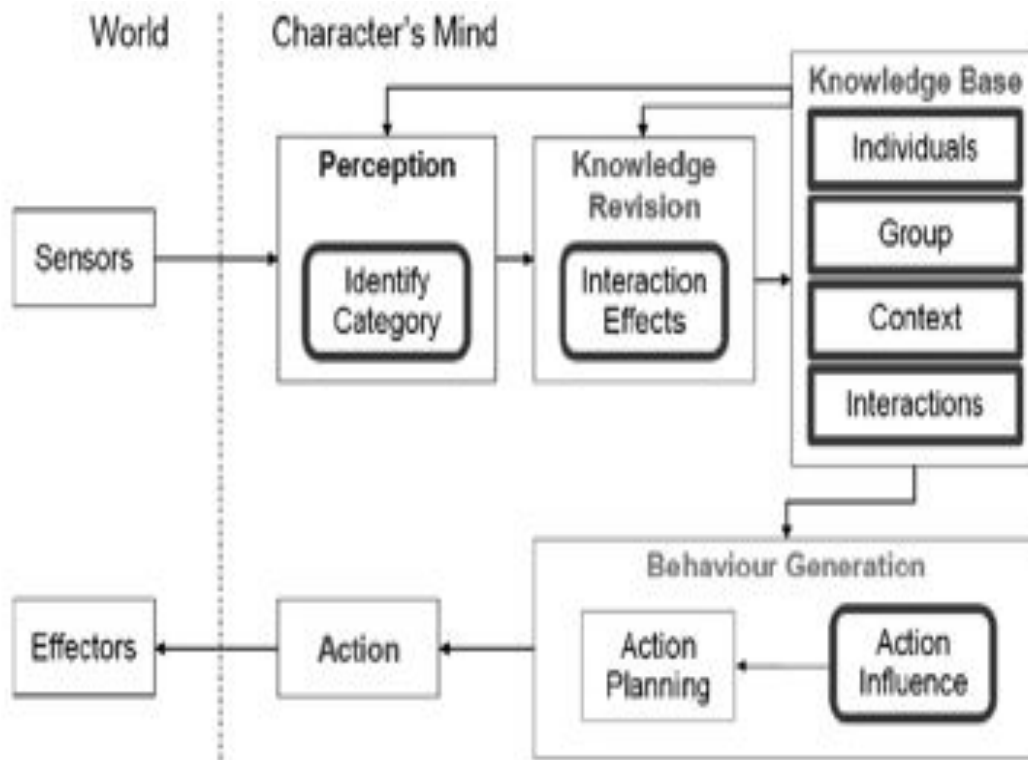 World
Character's Mind
Knowledge Base
Individuals
Group
Context
Interactions
Perception
Identify
Category
Knowledge
Revision
Interaction
Effects
Sensors
Behaviour Generation
Action
Planning
Action
Influence
Action
Effectors